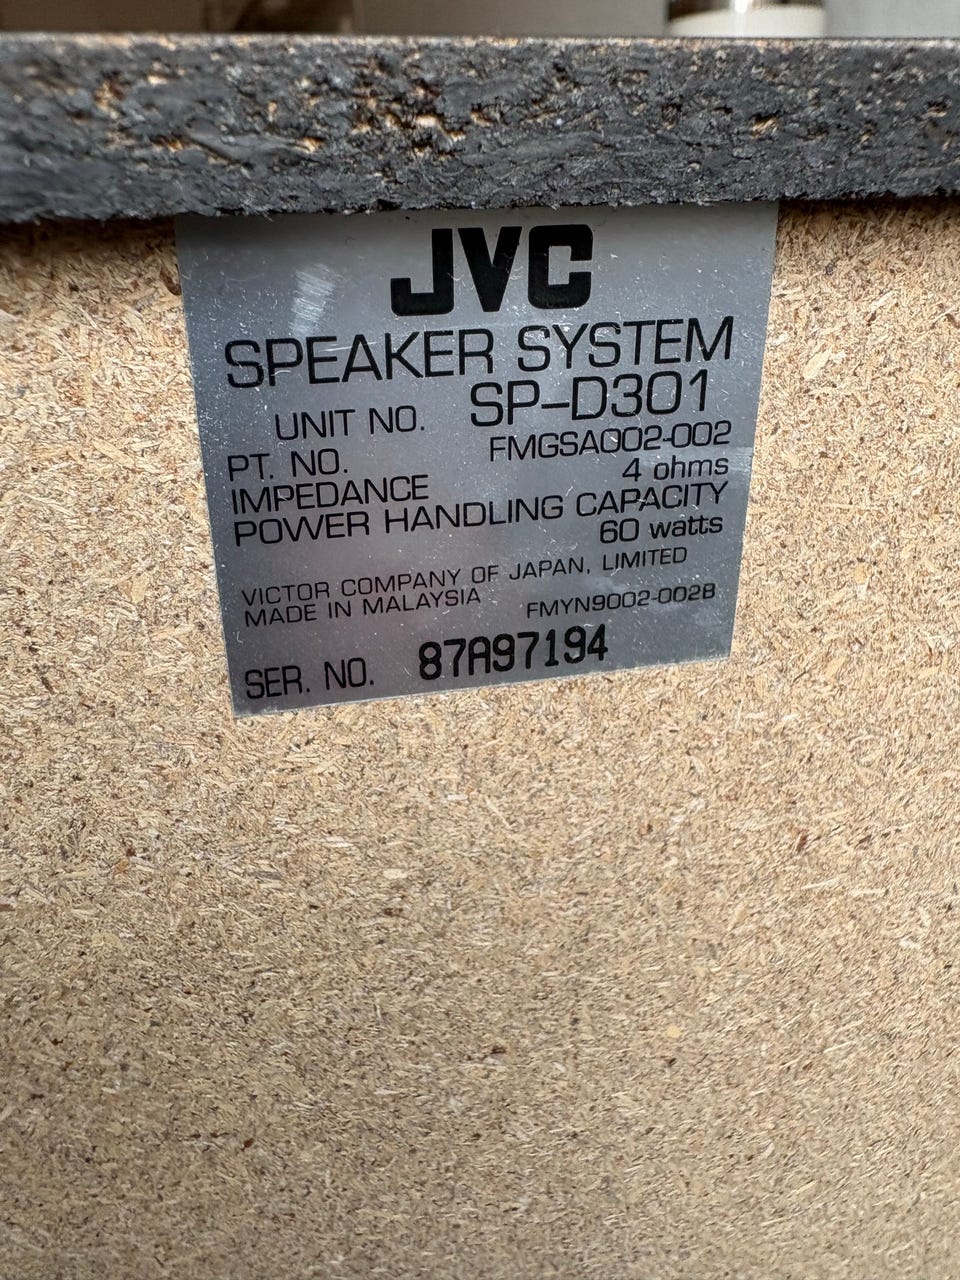 JVC
SPEAKER SYSTEM
UNIT NO. SP-D301
PT. NO. FMGSA002-002
IMPEDANCE 4 ohms
POWER HANDLING CAPACITY
60 watts
VICTOR COMPANY OF JAPAN, LIMITED
MADE IN MALAYSIA FMYN9002-002B
SER. NO. 87A97194